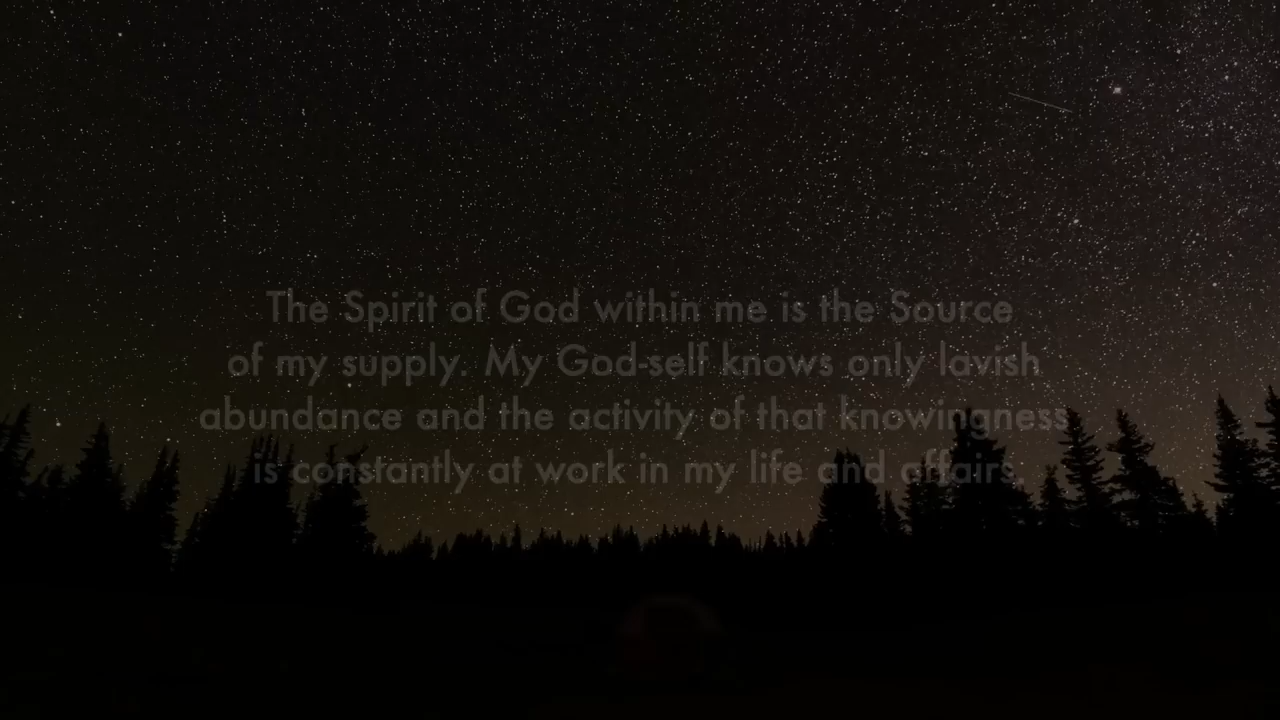 The Spirit of God within me is the Source
of my supply. My God-self knows only lavish
abundance and the activity of that knowingness
is constantly at work in my life and affairs